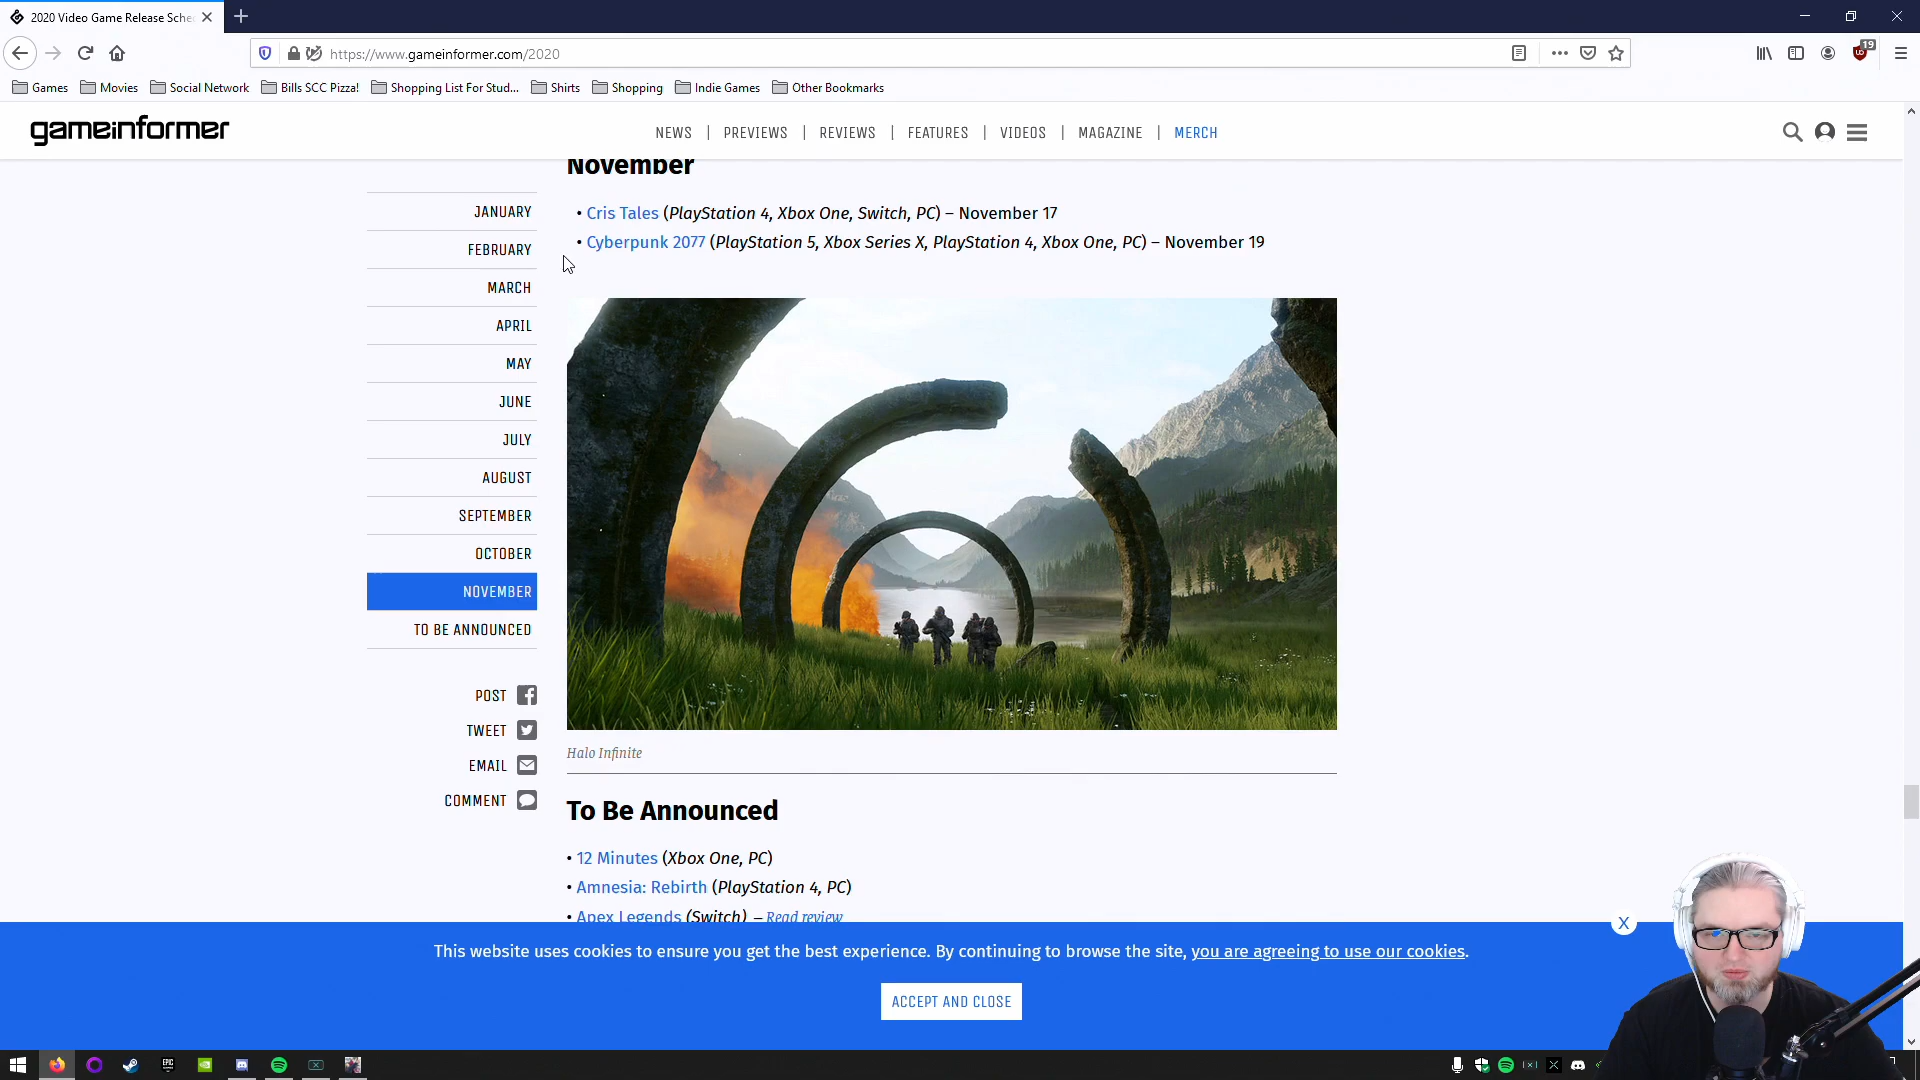 2020 Video Game Release Sche
https://www.gameinformer.com/2020
19
Games
Movies
Social Network
Bills SCC Pizza!
Shopping List For Stud...
Shirts
Shopping
Indie Games
Other Bookmarks
gameinformer
NEWS | PREVIEWS | REVIEWS | FEATURES | VIDEOS | MAGAZINE | MERCH
JANUARY
FEBRUARY
MARCH
APRIL
MAY
JUNE
JULY
AUGUST
SEPTEMBER
OCTOBER
NOVEMBER
TO BE ANNOUNCED
POST
TWEET
EMAIL
COMMENT
November
• Cris Tales (PlayStation 4, Xbox One, Switch, PC) – November 17
• Cyberpunk 2077 (PlayStation 5, Xbox Series X, PlayStation 4, Xbox One, PC) – November 19
Halo Infinite
To Be Announced
• 12 Minutes (Xbox One, PC)
• Amnesia: Rebirth (PlayStation 4, PC)
• Apex Legends (Switch) – Read review
X
This website uses cookies to ensure you get the best experience. By continuing to browse the site, you are agreeing to use our cookies.
ACCEPT AND CLOSE
EPIC